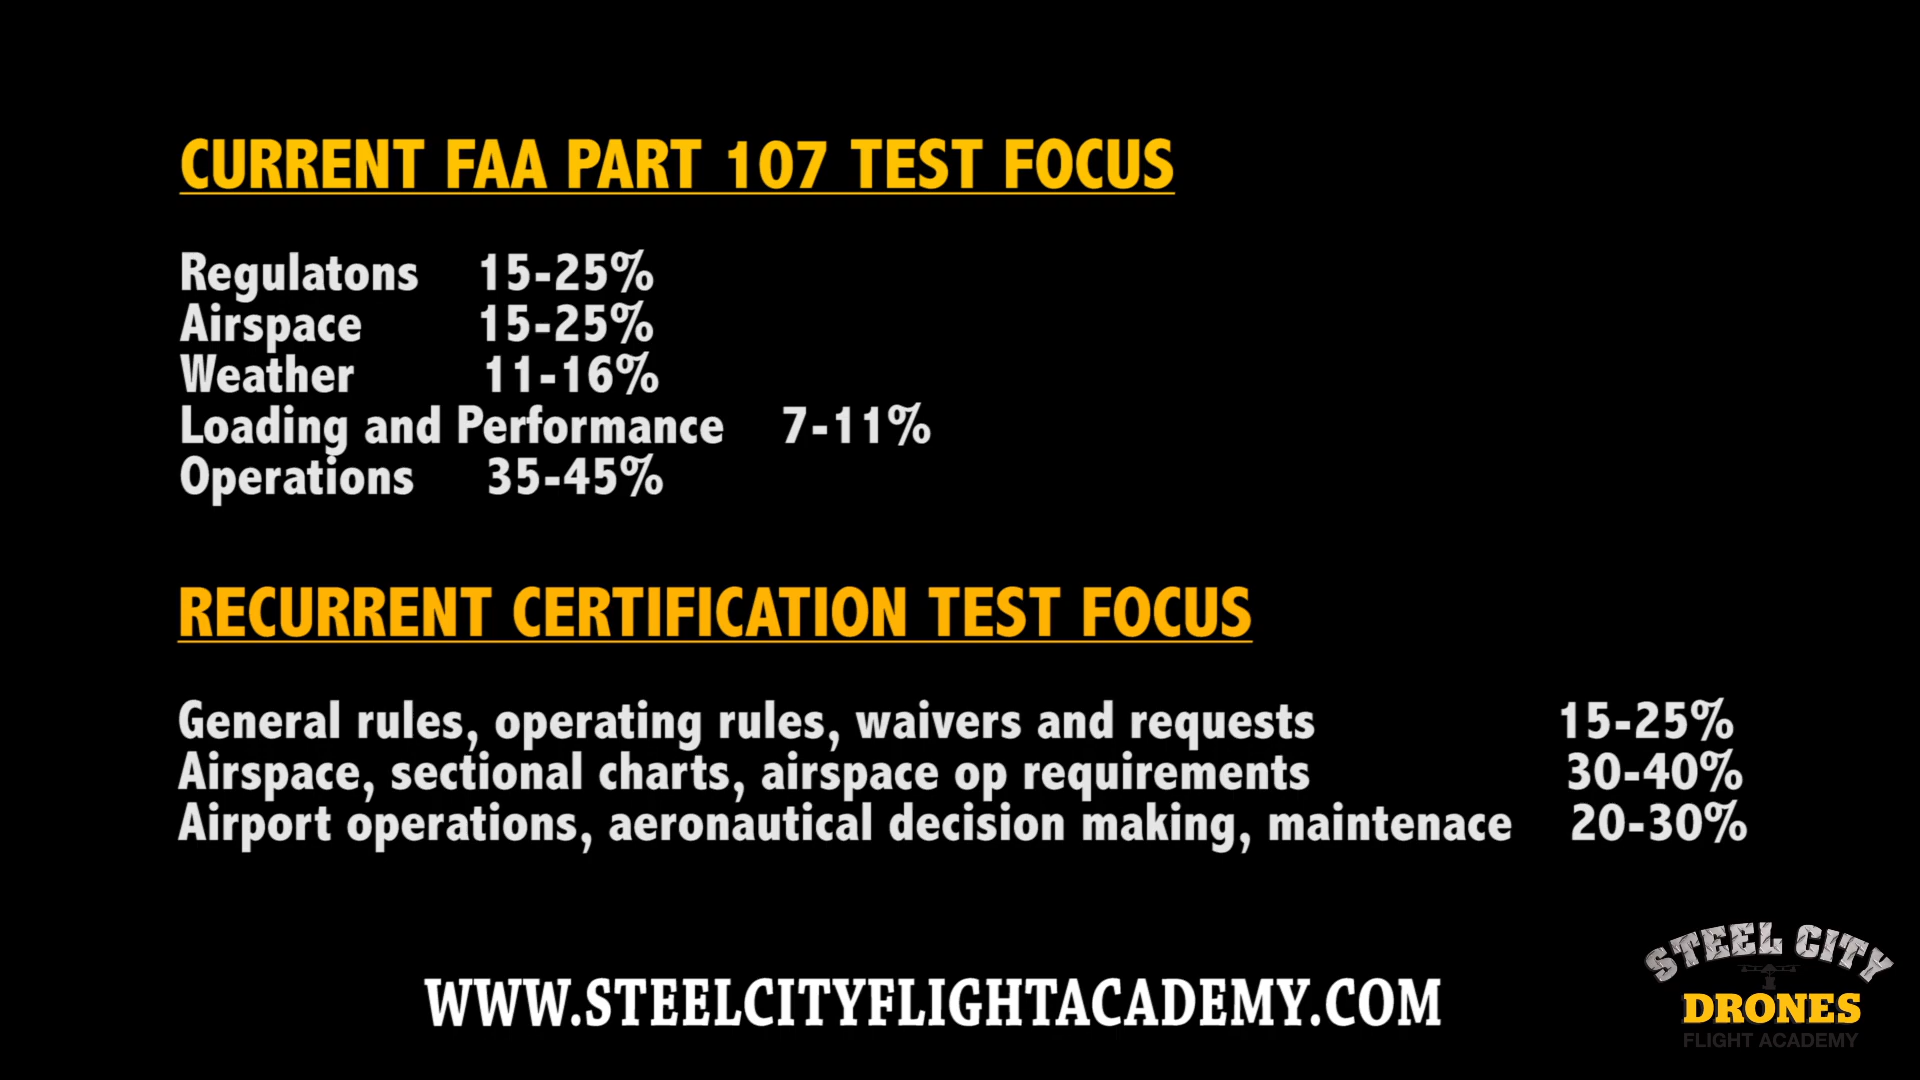 CURRENT FAA PART 107 TEST FOCUS
Regulatons 15-25%
Airspace 15-25%
Weather 11-16%
Loading and Performance 7-11%
Operations 35-45%
RECURRENT CERTIFICATION TEST FOCUS
General rules, operating rules, waivers and requests 15-25%
Airspace, sectional charts, airspace op requirements 30-40%
Airport operations, aeronautical decision making, maintenace 20-30%
STEEL CITY
DRONES
FLIGHT ACADEMY
WWW.STEELCITYFLIGHTACADEMY.COM